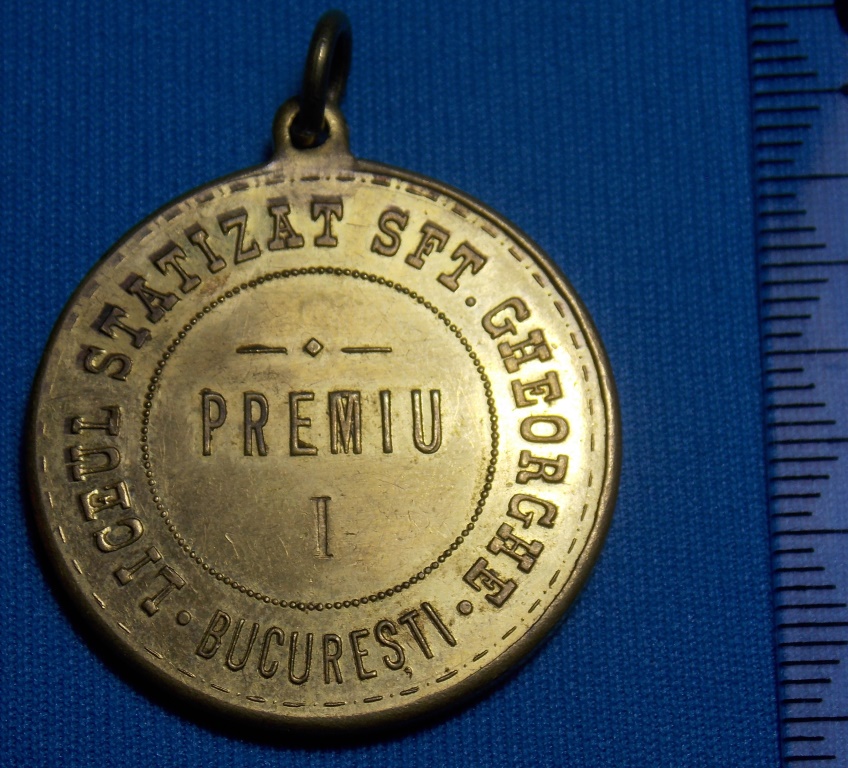 LICEUL STATIZAT SFT. GHEORGHE
PREMIU
I
• BUCUREȘTI •